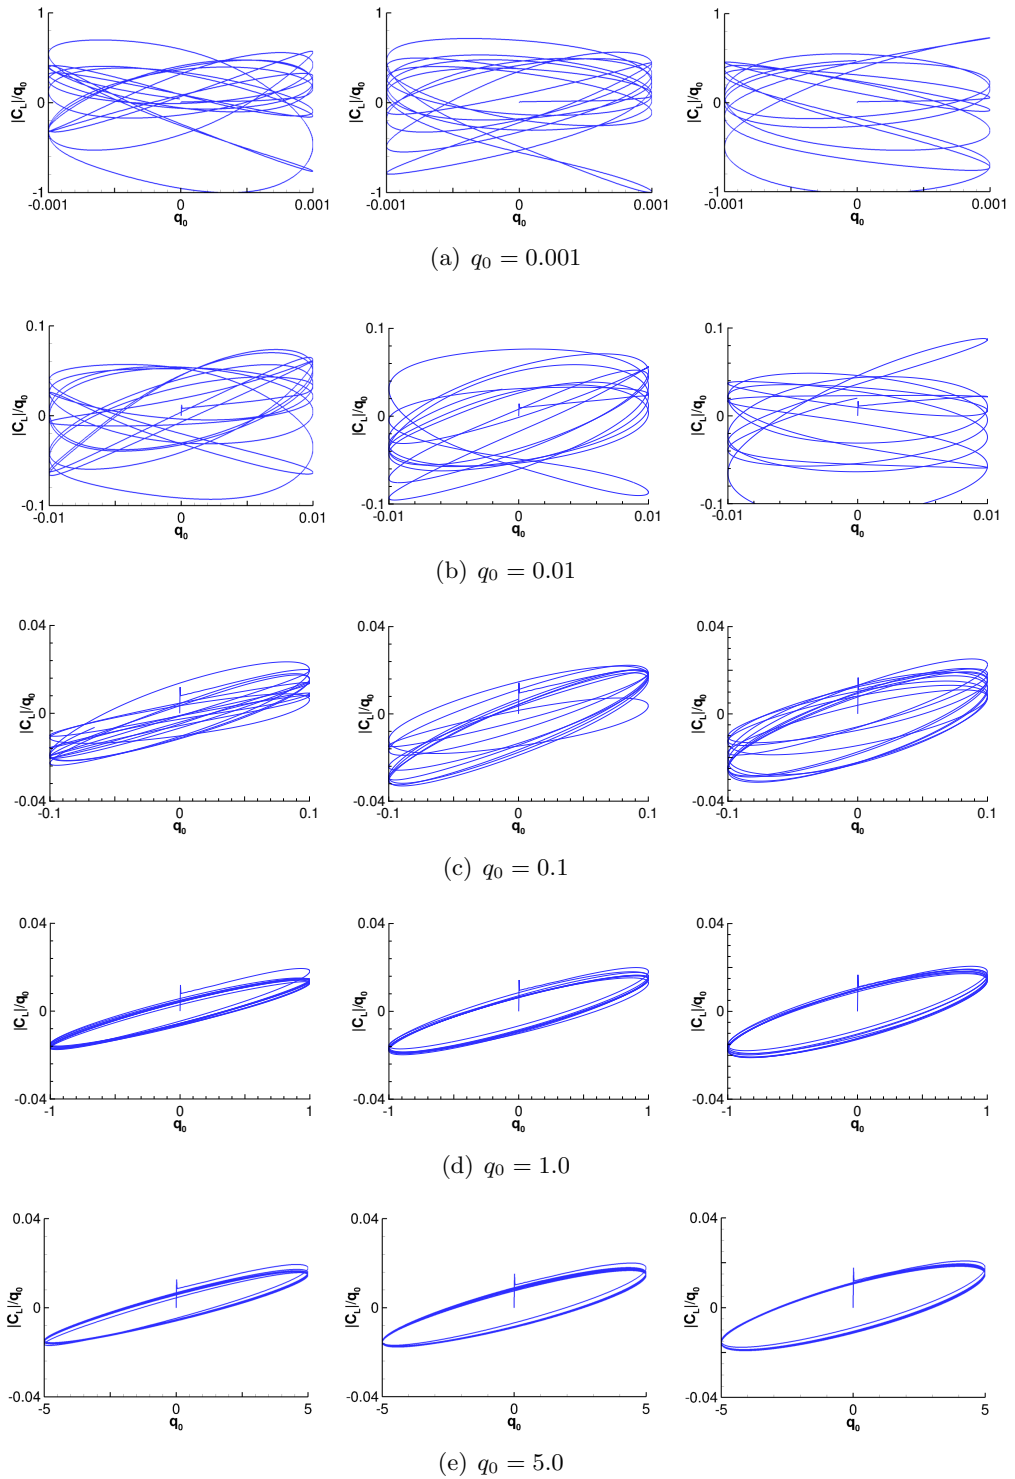 1
0
-1
|C_L|/q_0
-0.001 0 0.001
q_0
1
0
-1
|C_L|/q_0
-0.001 0 0.001
q_0
1
0
-1
|C_L|/q_0
-0.001 0 0.001
q_0
(a) q_0 = 0.001
0.1
0
-0.1
|C_L|/q_0
-0.01 0 0.01
q_0
0.1
0
-0.1
|C_L|/q_0
-0.01 0 0.01
q_0
0.1
0
-0.1
|C_L|/q_0
-0.01 0 0.01
q_0
(b) q_0 = 0.01
0.04
0
-0.04
|C_L|/q_0
-0.1 0 0.1
q_0
0.04
0
-0.04
|C_L|/q_0
-0.1 0 0.1
q_0
0.04
0
-0.04
|C_L|/q_0
-0.1 0 0.1
q_0
(c) q_0 = 0.1
0.04
0
-0.04
|C_L|/q_0
-1 0 1
q_0
0.04
0
-0.04
|C_L|/q_0
-1 0 1
q_0
0.04
0
-0.04
|C_L|/q_0
-1 0 1
q_0
(d) q_0 = 1.0
0.04
0
-0.04
|C_L|/q_0
-5 0 5
q_0
0.04
0
-0.04
|C_L|/q_0
-5 0 5
q_0
0.04
0
-0.04
|C_L|/q_0
-5 0 5
q_0
(e) q_0 = 5.0